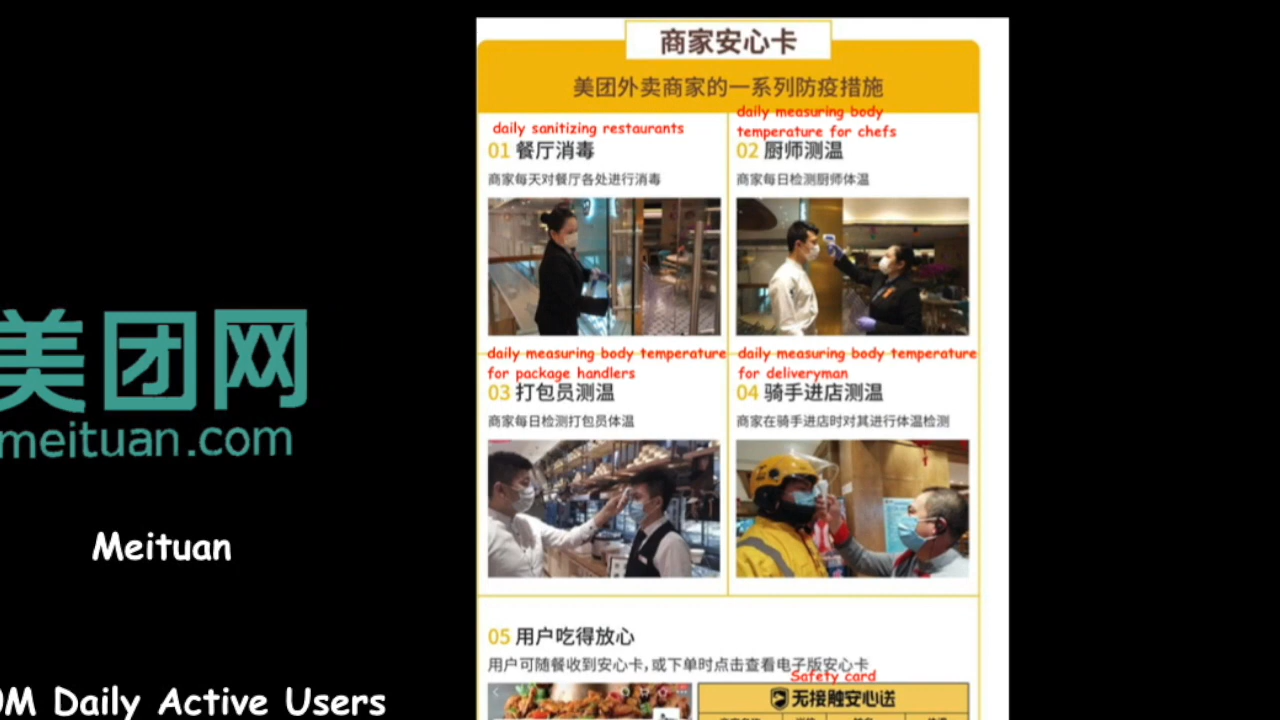 商家安心卡
美团外卖商家的一系列防疫措施
daily sanitizing restaurants
01 餐厅消毒
商家每天对餐厅各处进行消毒
daily measuring body
temperature for chefs
02 厨师测温
商家每日检测厨师体温
daily measuring body temperature
for package handlers
03 打包员测温
商家每日检测打包员体温
daily measuring body temperature
for deliveryman
04 骑手进店测温
商家在骑手进店时对其进行体温检测
05 用户吃得放心
用户可随餐收到安心卡,或下单时点击查看电子版安心卡
Safety card
无接触安心送
美团网
meituan.com
Meituan
M Daily Active Users